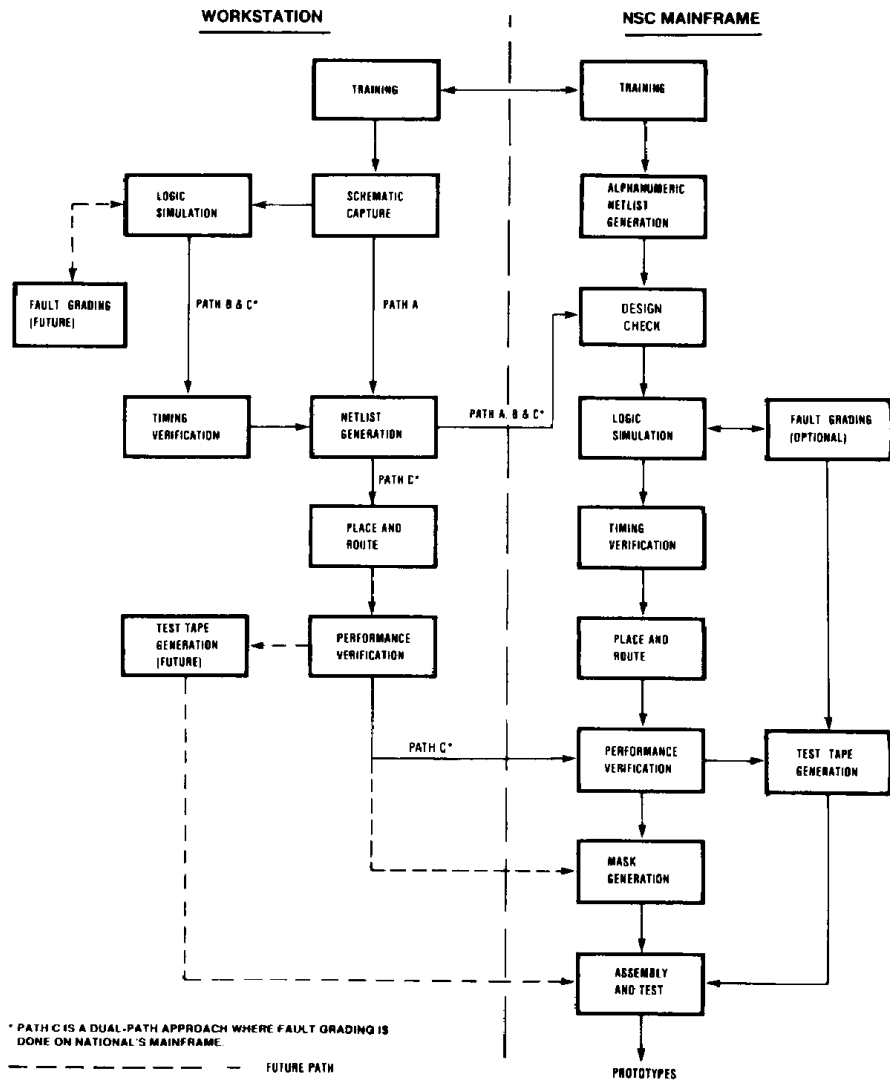 WORKSTATION
NSC MAINFRAME
TRAINING
TRAINING
LOGIC
SIMULATION
SCHEMATIC
CAPTURE
ALPHANUMERIC
NETLIST
GENERATION
FAULT GRADING
(FUTURE)
PATH B & C*
PATH A
DESIGN
CHECK
TIMING
VERIFICATION
NETLIST
GENERATION
PATH A, B & C*
LOGIC
SIMULATION
FAULT GRADING
(OPTIONAL)
PATH C*
PLACE AND
ROUTE
TIMING
VERIFICATION
TEST TAPE
GENERATION
(FUTURE)
PERFORMANCE
VERIFICATION
PLACE AND
ROUTE
PATH C*
PERFORMANCE
VERIFICATION
TEST TAPE
GENERATION
MASK
GENERATION
ASSEMBLY
AND TEST
* PATH C IS A DUAL-PATH APPROACH WHERE FAULT GRADING IS
DONE ON NATIONAL'S MAINFRAME.
FUTURE PATH
PROTOTYPES